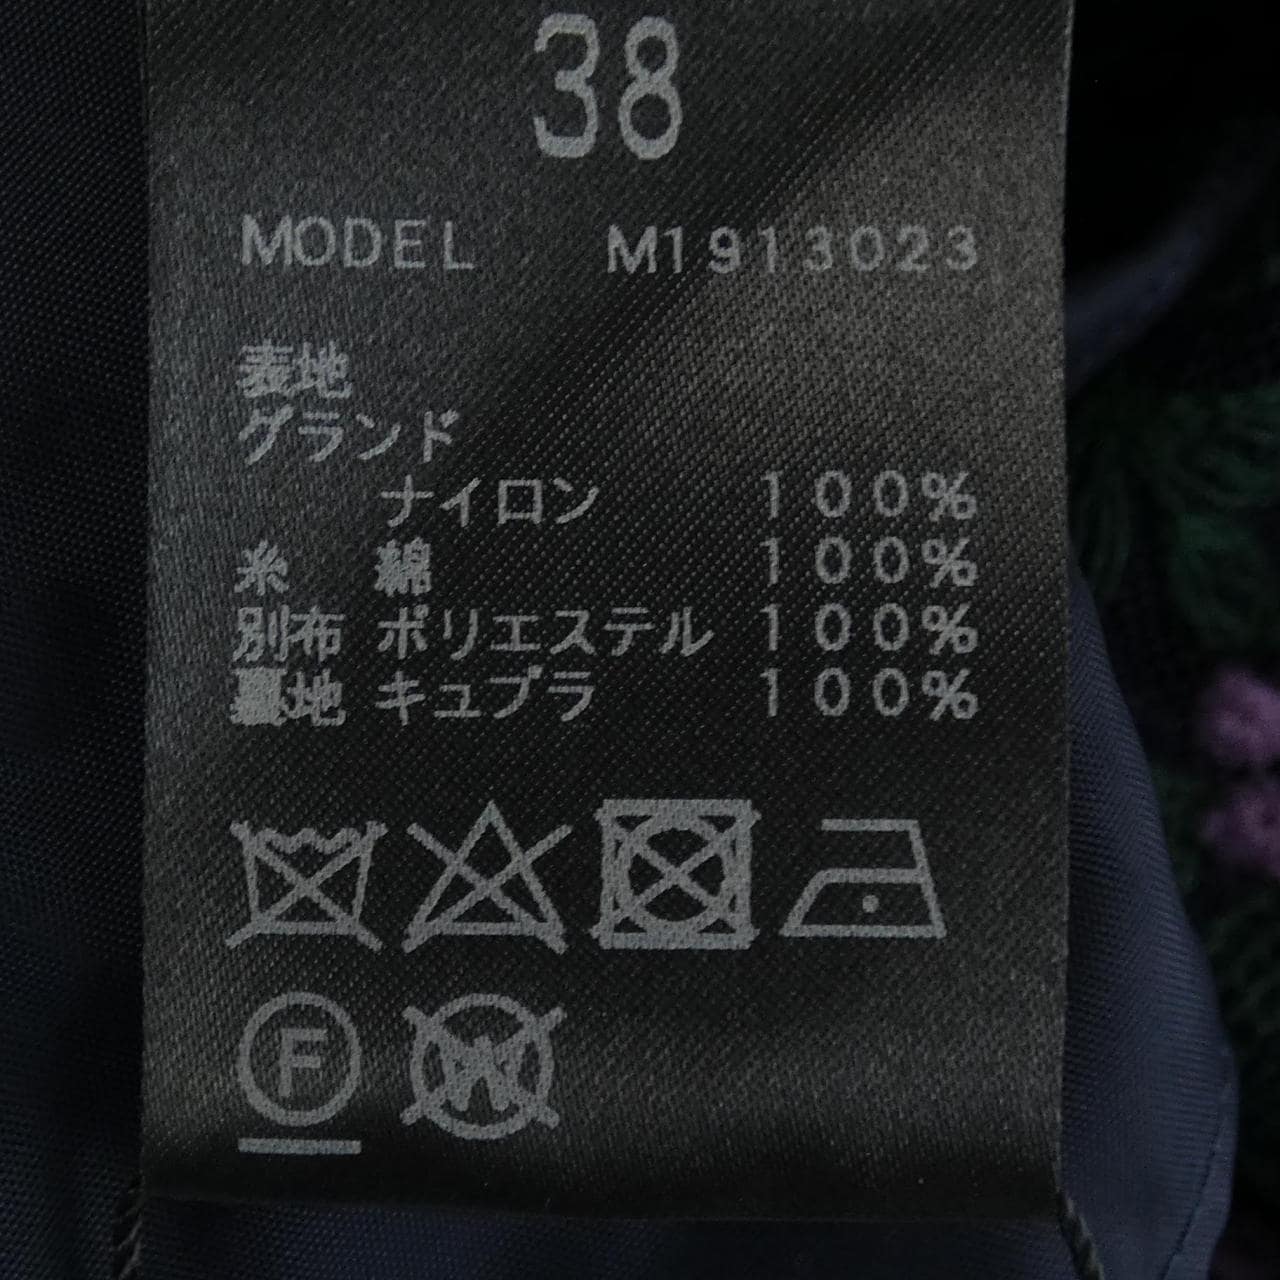 38
MODEL M1913023
表地
グランド
ナイロン 100%
糸 綿 100%
別布 ポリエステル 100%
裏地 キュプラ 100%
F
W